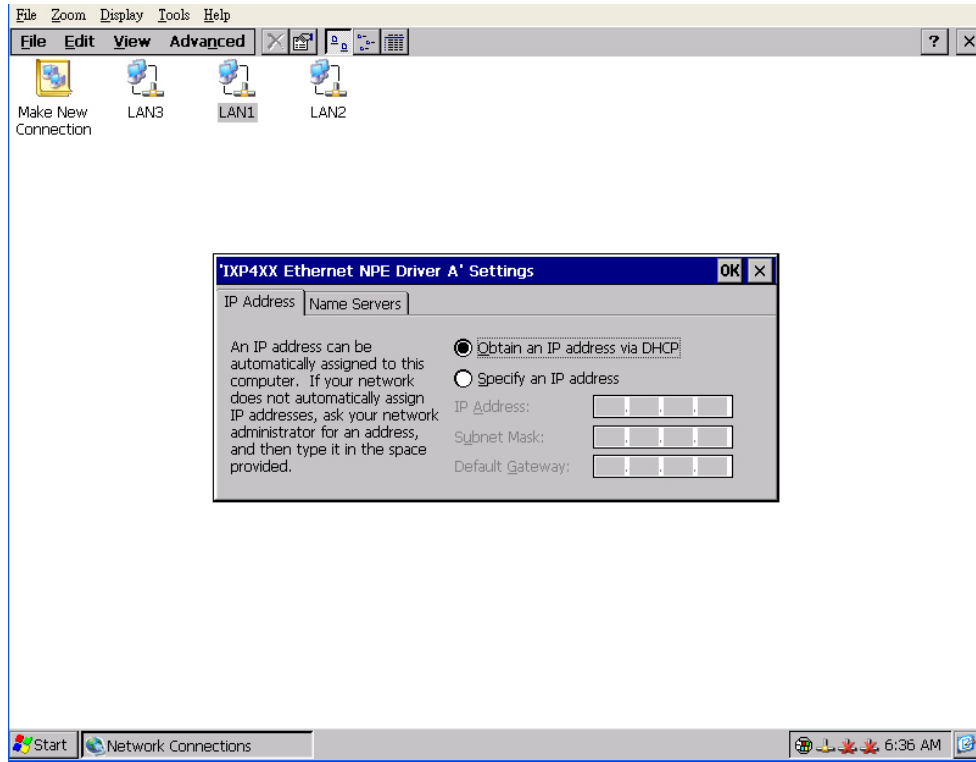 File Zoom Display Tools Help
File Edit View Advanced ? ×
Make New Connection
LAN3
LAN1
LAN2
'IXP4XX Ethernet NPE Driver A' Settings OK ×
IP Address Name Servers
An IP address can be
automatically assigned to this
computer. If your network
does not automatically assign
IP addresses, ask your network
administrator for an address,
and then type it in the space
provided.
Obtain an IP address via DHCP
Specify an IP address
IP Address:
Subnet Mask:
Default Gateway:
Start Network Connections 6:36 AM